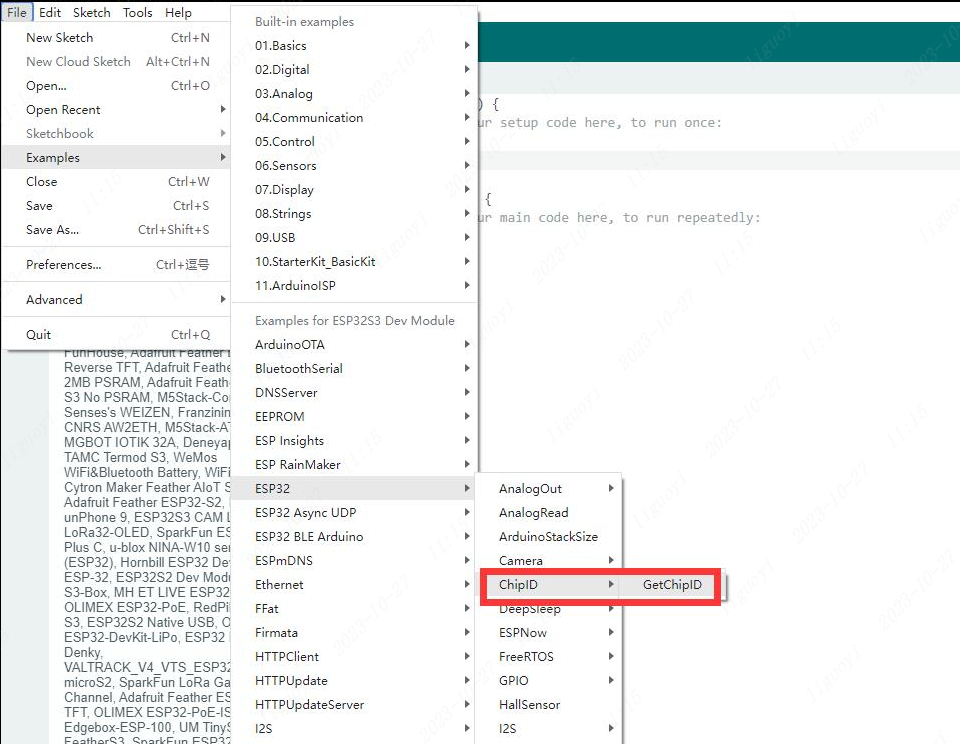 File Edit Sketch Tools Help
New Sketch Ctrl+N
New Cloud Sketch Alt+Ctrl+N
Open... Ctrl+O
Open Recent
Sketchbook
Examples
Close Ctrl+W
Save Ctrl+S
Save As... Ctrl+Shift+S
Preferences... Ctrl+逗号
Advanced
Quit Ctrl+Q
Built-in examples
01.Basics
02.Digital
03.Analog
04.Communication
05.Control
06.Sensors
07.Display
08.Strings
09.USB
10.StarterKit_BasicKit
11.ArduinoISP
Examples for ESP32S3 Dev Module
ArduinoOTA
BluetoothSerial
DNSServer
EEPROM
ESP Insights
ESP RainMaker
ESP32
ESP32 Async UDP
ESP32 BLE Arduino
ESPmDNS
Ethernet
FFat
Firmata
HTTPClient
HTTPUpdate
HTTPUpdateServer
I2S
AnalogOut
AnalogRead
ArduinoStackSize
Camera
ChipID
DeepSleep
ESPNow
FreeRTOS
GPIO
HallSensor
I2S
GetChipID
) {
ur setup code here, to run once:
{
ur main code here, to run repeatedly:
FunHouse, Adafruit Feather
Reverse TFT, Adafruit Feathe
2MB PSRAM, Adafruit Feath
S3 No PSRAM, M5Stack-Co
Senses's WEIZEN, Franzinin
CNRS AW2ETH, M5Stack-AT
MGBOT IOTIK 32A, Deneyap
TAMC Termod S3, WeMos
WiFi&Bluetooth Battery, WiFi
Cytron Maker Feather AIoT S
Adafruit Feather ESP32-S2,
unPhone 9, ESP32S3 CAM L
LoRa32-OLED, SparkFun ES
Plus C, u-blox NINA-W10 ser
(ESP32), Hornbill ESP32 De
ESP-32, ESP32S2 Dev Modu
S3-Box, MH ET LIVE ESP32
OLIMEX ESP32-PoE, RedPil
S3, ESP32S2 Native USB, O
ESP32-DevKit-LiPo, ESP32
Denky,
VALTRACK_V4_VTS_ESP32
microS2, SparkFun LoRa Ga
Channel, Adafruit Feather ES
TFT, OLIMEX ESP32-PoE-IS
Edgebox-ESP-100, UM TinyS
FeatherS3, SparkFun ESP32